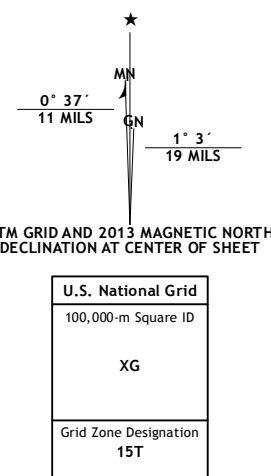 MN
0° 37´
11 MILS
GN
1° 3´
19 MILS
TM GRID AND 2013 MAGNETIC NORTH
DECLINATION AT CENTER OF SHEET
U.S. National Grid
100,000-m Square ID
XG
Grid Zone Designation
15T